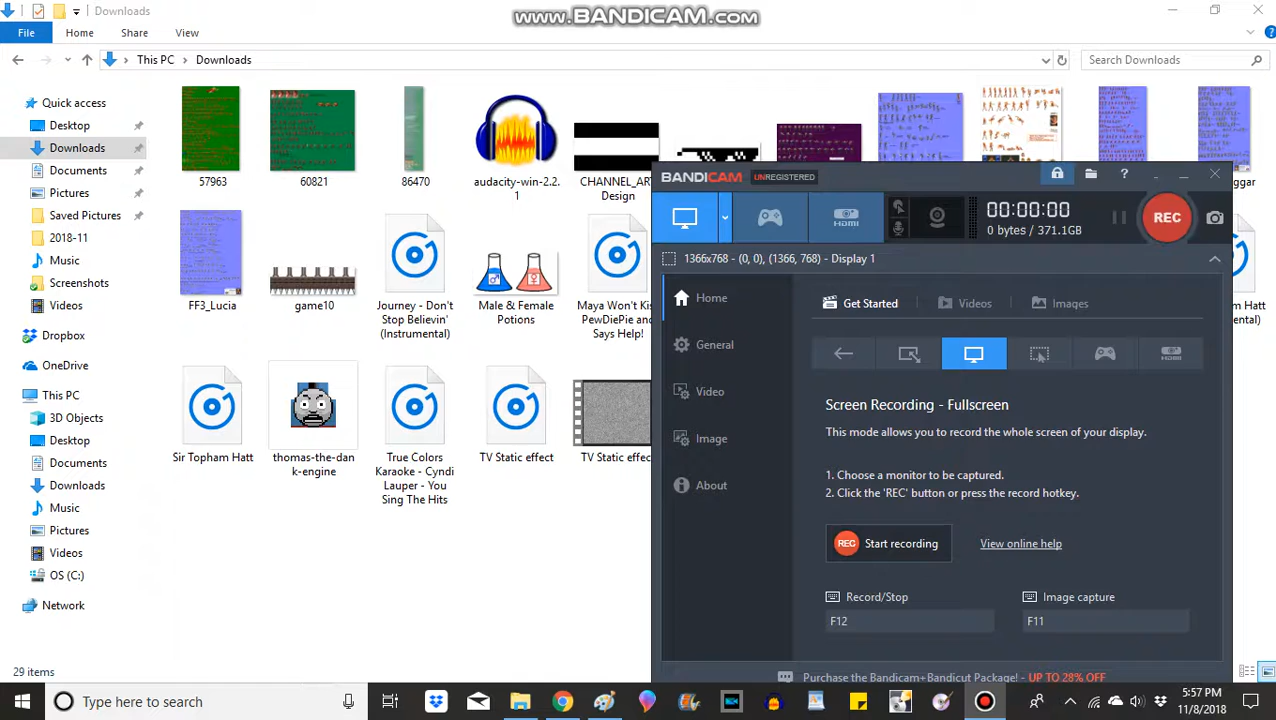 Downloads
www.BANDICAM.com
File
Home
Share
View
This PC
Downloads
Search Downloads
Quick access
Desktop
Downloads
Documents
Pictures
Saved Pictures
2018-11
Music
Screenshots
Videos
Dropbox
OneDrive
This PC
3D Objects
Desktop
Documents
Downloads
Music
Pictures
Videos
OS (C:)
Network
57963
60821
86470
audacity-win-2.2.
1
CHANNEL_ART
Design
ggar
FF3_Lucia
game10
Journey - Don't
Stop Believin'
(Instrumental)
Male & Female
Potions
Maya Won't Kis
PewDiePie and
Says Help!
m Hatt
ental)
Sir Topham Hatt
thomas-the-dan
k-engine
True Colors
Karaoke - Cyndi
Lauper - You
Sing The Hits
TV Static effect
TV Static effec
BANDICAM
UNREGISTERED
HDMI
00:00:00
0 bytes / 371.1GB
REC
1366x768 - (0, 0), (1366, 768) - Display 1
Home
General
Video
Image
About
Get Started
Videos
Images
HDMI
Screen Recording - Fullscreen
This mode allows you to record the whole screen of your display.
1. Choose a monitor to be captured.
2. Click the 'REC' button or press the record hotkey.
REC
Start recording
View online help
Record/Stop
Image capture
F12
F11
Purchase the Bandicam+Bandicut Package! - UP TO 28% OFF
29 items
Type here to search
5:57 PM
11/8/2018